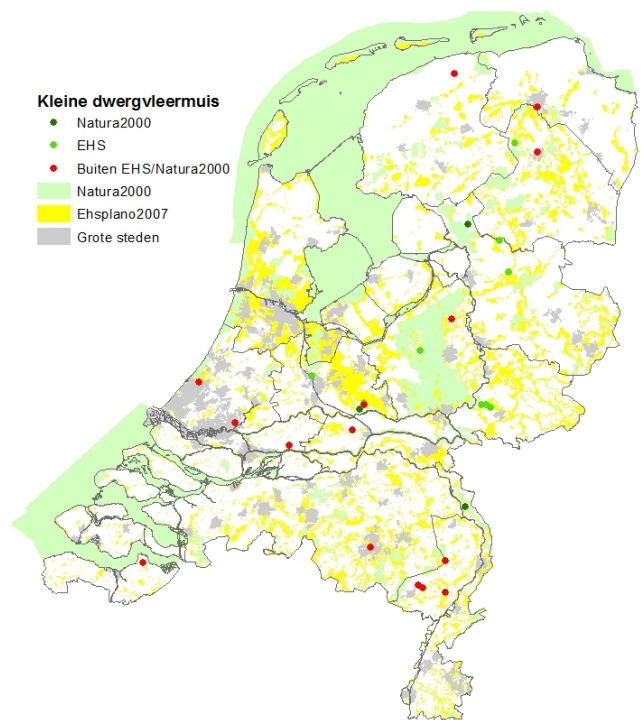 Kleine dwergvleermuis
Natura2000
EHS
Buiten EHS/Natura2000
Natura2000
Ehsplano2007
Grote steden